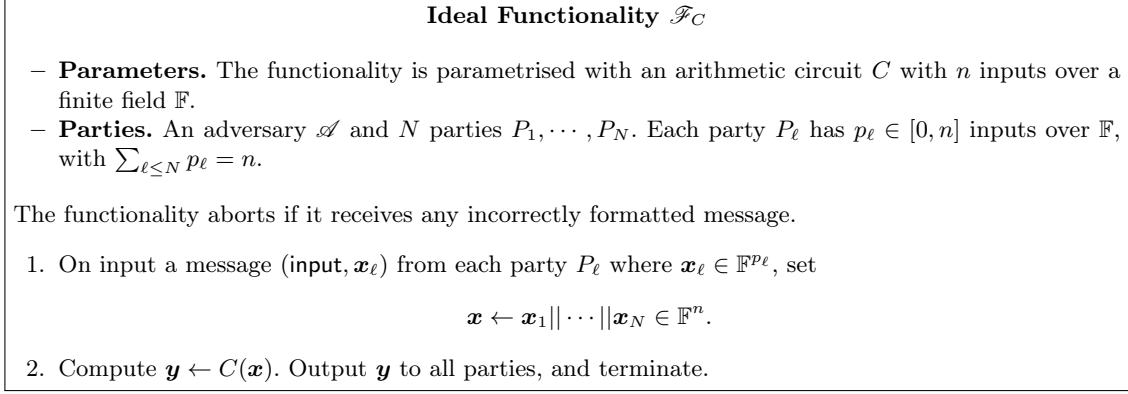 Ideal Functionality ℱ_C
– Parameters. The functionality is parametrised with an arithmetic circuit C with n inputs over a
finite field 𝔽.
– Parties. An adversary 𝒜 and N parties P₁, ⋯ , P_N. Each party P_ℓ has p_ℓ ∈ [0, n] inputs over 𝔽,
with ∑_{ℓ≤N} p_ℓ = n.
The functionality aborts if it receives any incorrectly formatted message.
1. On input a message (input, x_ℓ) from each party P_ℓ where x_ℓ ∈ 𝔽^{p_ℓ}, set
x ← x₁|| ⋯ ||x_N ∈ 𝔽ⁿ.
2. Compute y ← C(x). Output y to all parties, and terminate.